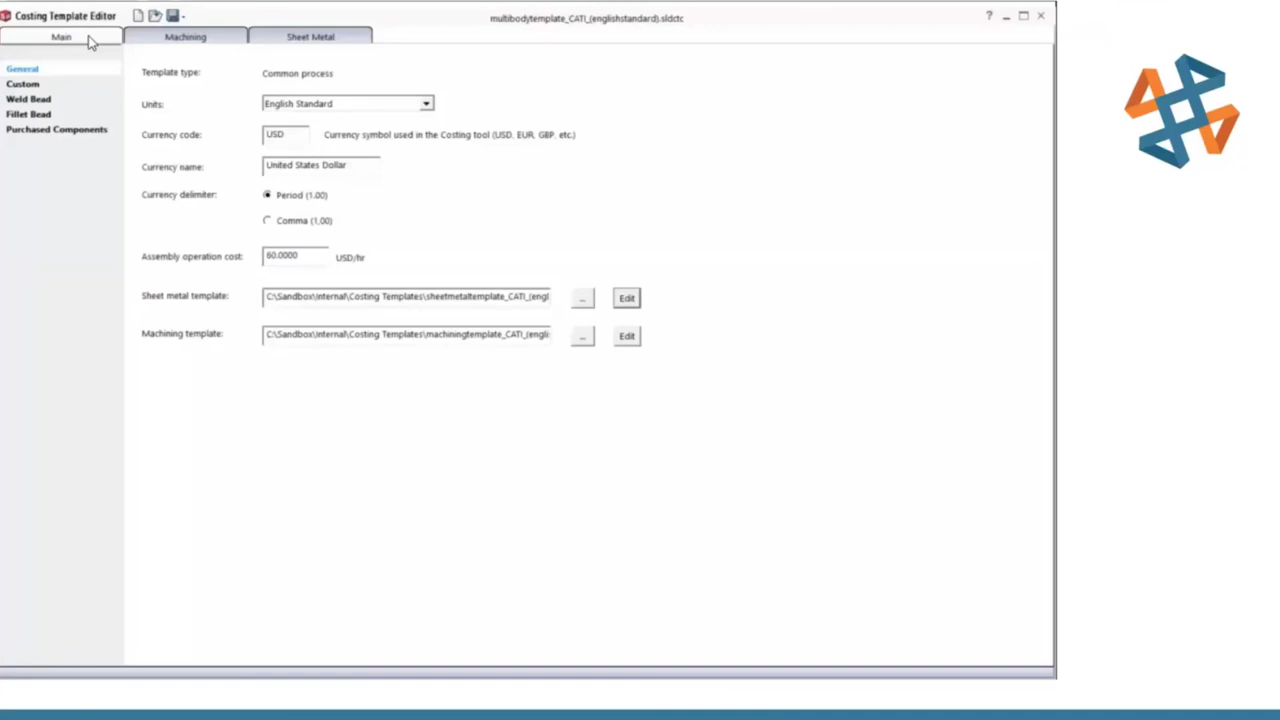 Costing Template Editor
multibodytemplate_CATI_(englishstandard).sldctc
?
Main
Machining
Sheet Metal
General
Custom
Weld Bead
Fillet Bead
Purchased Components
Template type: Common process
Units: English Standard
Currency code: USD Currency symbol used in the Costing tool (USD, EUR, GBP, etc.)
Currency name: United States Dollar
Currency delimiter: Period (1.00)
Comma (1,00)
Assembly operation cost: 60.0000 USD/hr
Sheet metal template: C:\Sandbox\Internal\Costing Templates\sheetmetaltemplate_CATI_(engl ... Edit
Machining template: C:\Sandbox\Internal\Costing Templates\machiningtemplate_CATI_(engli ... Edit